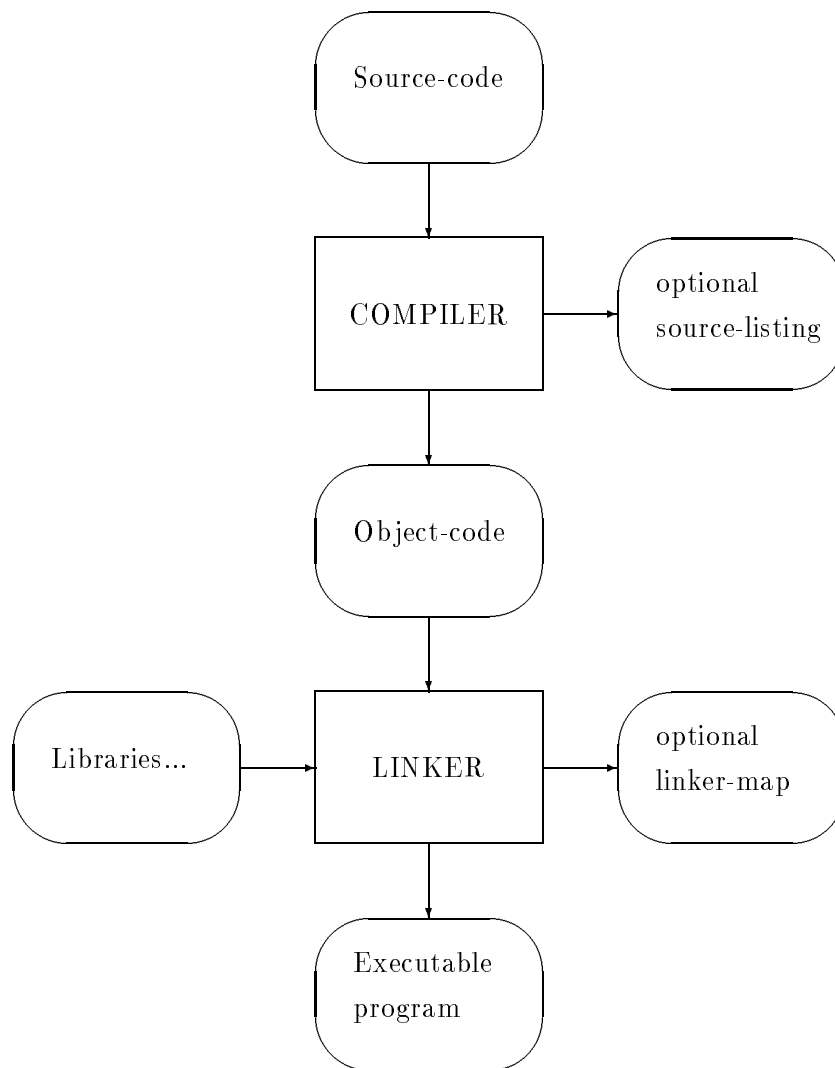 Source-code
COMPILER
optional
source-listing
Object-code
Libraries...
LINKER
optional
linker-map
Executable
program